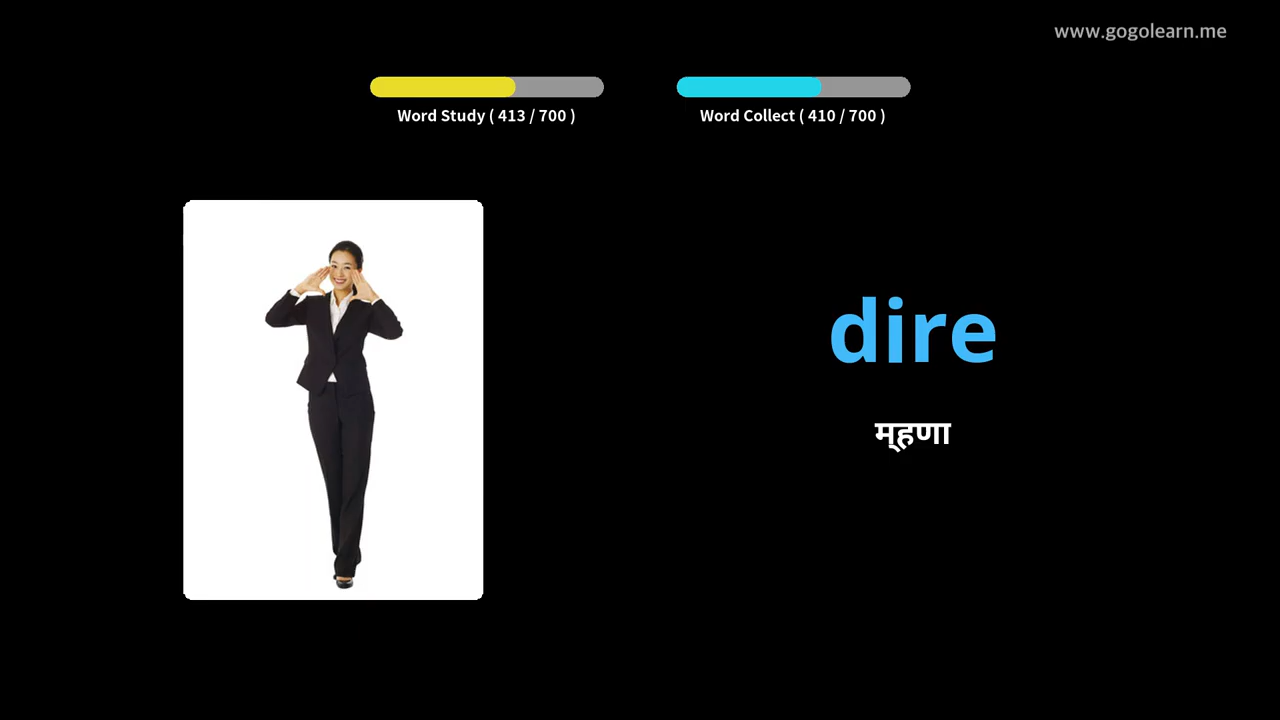 www.gogolearn.me
Word Study ( 413 / 700 )
Word Collect ( 410 / 700 )
dire
म्हणा